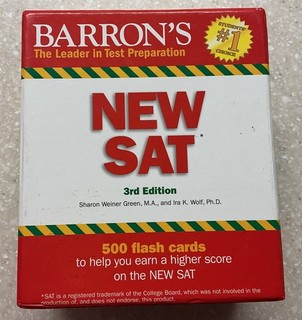 BARRON'S
The Leader in Test Preparation
STUDENTS'
#1
CHOICE
NEW
SAT*
3rd Edition
Sharon Weiner Green, M.A., and Ira K. Wolf, Ph.D.
500 flash cards
to help you earn a higher score
on the NEW SAT
*SAT is a registered trademark of the College Board, which was not involved in the
production of, and does not endorse, this product.